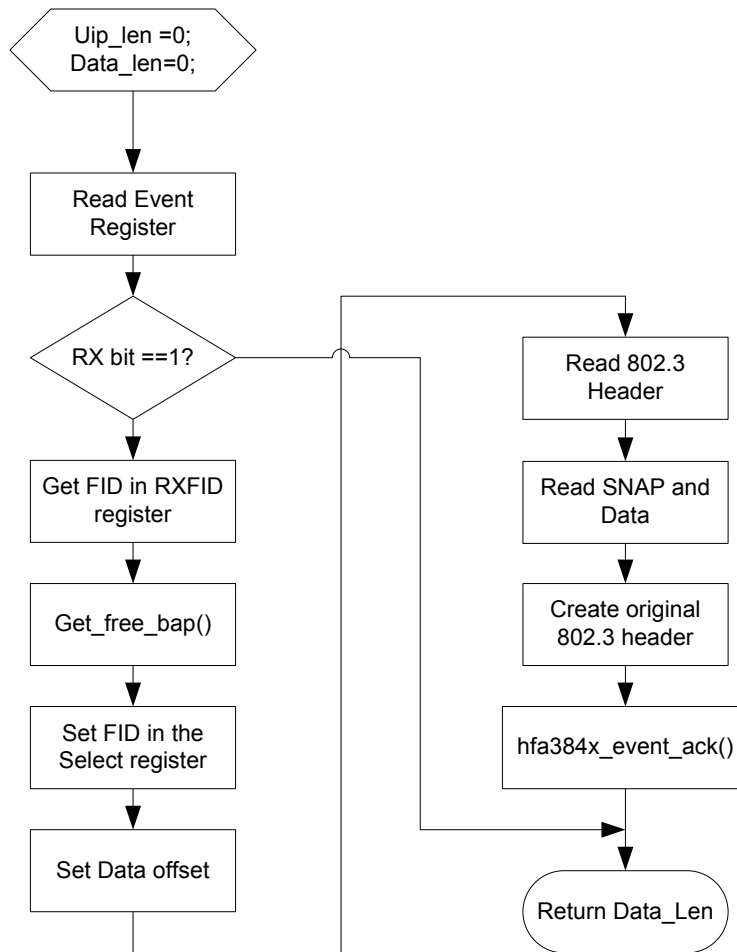 Uip_len =0;
Data_len=0;
Read Event
Register
RX bit ==1?
Get FID in RXFID
register
Get_free_bap()
Set FID in the
Select register
Set Data offset
Read 802.3
Header
Read SNAP and
Data
Create original
802.3 header
hfa384x_event_ack()
Return Data_Len